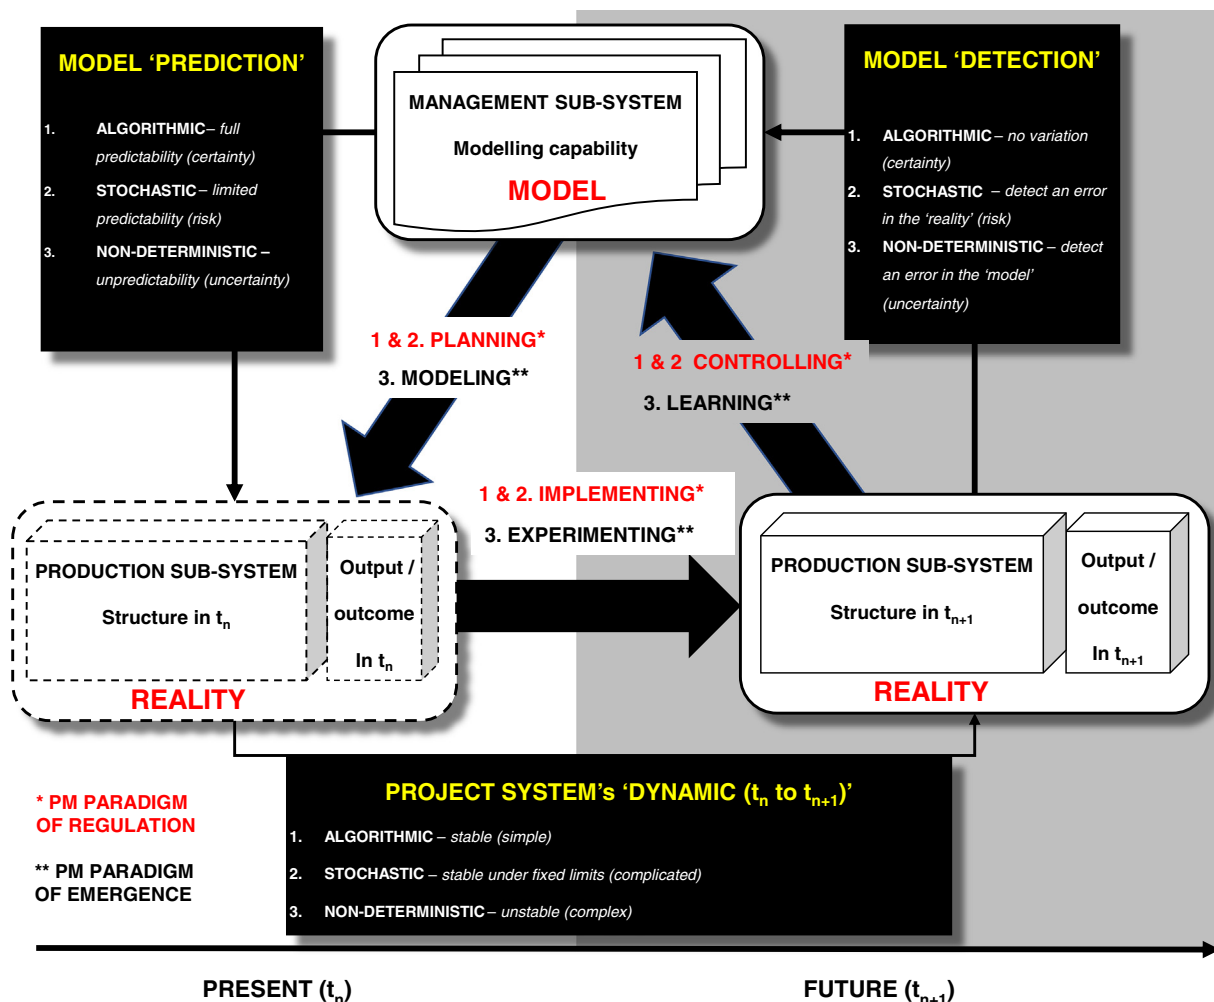 MODEL ‘PREDICTION’
1. ALGORITHMIC – full
predictability (certainty)
2. STOCHASTIC – limited
predictability (risk)
3. NON-DETERMINISTIC –
unpredictability (uncertainty)
MANAGEMENT SUB-SYSTEM
Modelling capability
MODEL
MODEL ‘DETECTION’
1. ALGORITHMIC – no variation
(certainty)
2. STOCHASTIC – detect an error
in the ‘reality’ (risk)
3. NON-DETERMINISTIC – detect
an error in the ‘model’
(uncertainty)
1 & 2. PLANNING*
3. MODELING**
1 & 2 CONTROLLING*
3. LEARNING**
1 & 2. IMPLEMENTING*
3. EXPERIMENTING**
PRODUCTION SUB-SYSTEM
Structure in tn
Output /
outcome
In tn
REALITY
PRODUCTION SUB-SYSTEM
Structure in tn+1
Output /
outcome
In tn+1
REALITY
PROJECT SYSTEM’s ‘DYNAMIC (tn to tn+1)’
1. ALGORITHMIC – stable (simple)
2. STOCHASTIC – stable under fixed limits (complicated)
3. NON-DETERMINISTIC – unstable (complex)
* PM PARADIGM
OF REGULATION
** PM PARADIGM
OF EMERGENCE
PRESENT (tn)
FUTURE (tn+1)